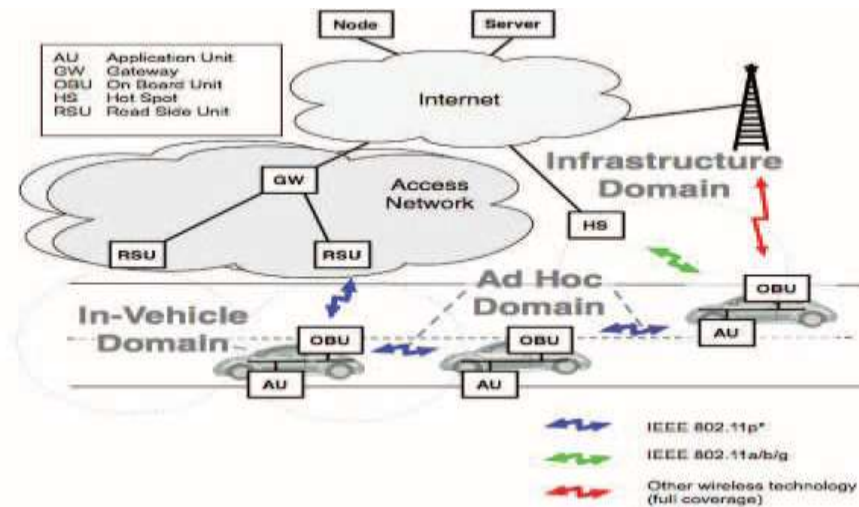 Node
Server
AU Application Unit
GW Gateway
OBU On Board Unit
HS Hot Spot
RSU Road Side Unit
Internet
Infrastructure
Domain
GW
Access
Network
HS
RSU
RSU
Ad Hoc
Domain
OBU
AU
In-Vehicle
Domain
OBU
OBU
AU
AU
IEEE 802.11p*
IEEE 802.11a/b/g
Other wireless technology
(full coverage)